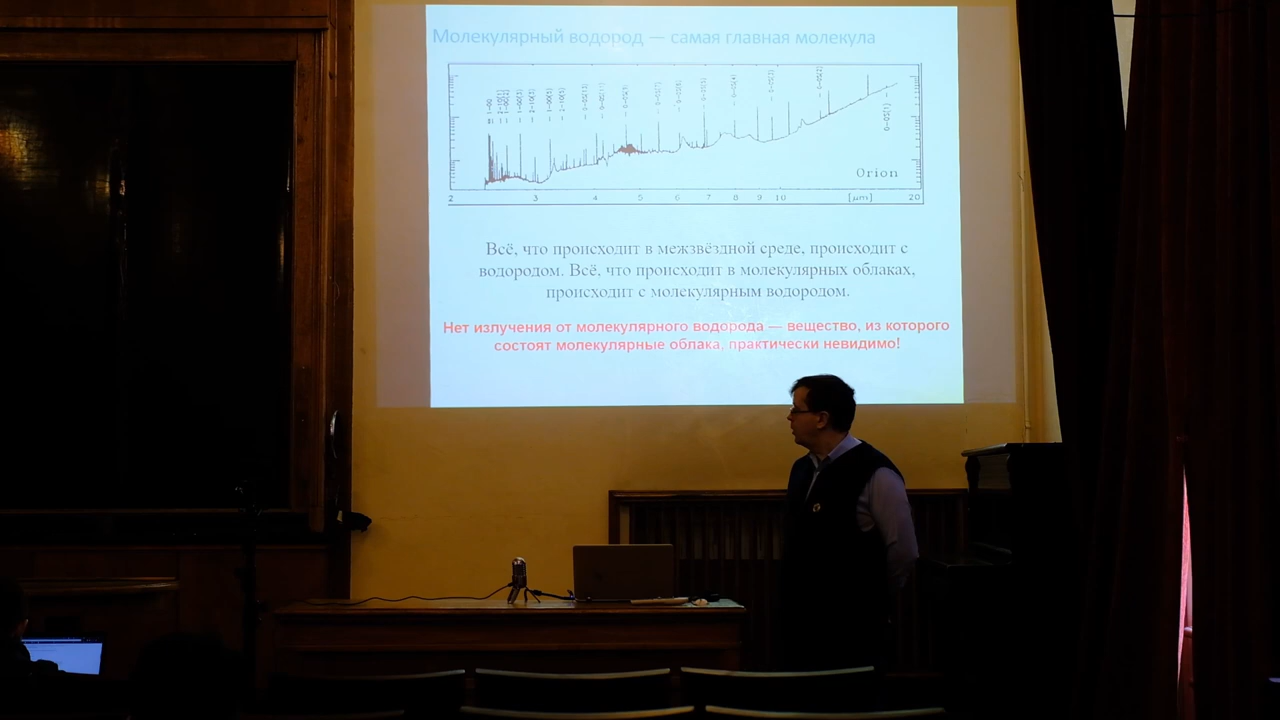 Молекулярный водород — самая главная молекула
Orion
2 3 4 5 6 7 8 9 10 [μm] 20
Всё, что происходит в межзвёздной среде, происходит с
водородом. Всё, что происходит в молекулярных облаках,
происходит с молекулярным водородом.
Нет излучения от молекулярного водорода — вещество, из которого
состоят молекулярные облака, практически невидимо!